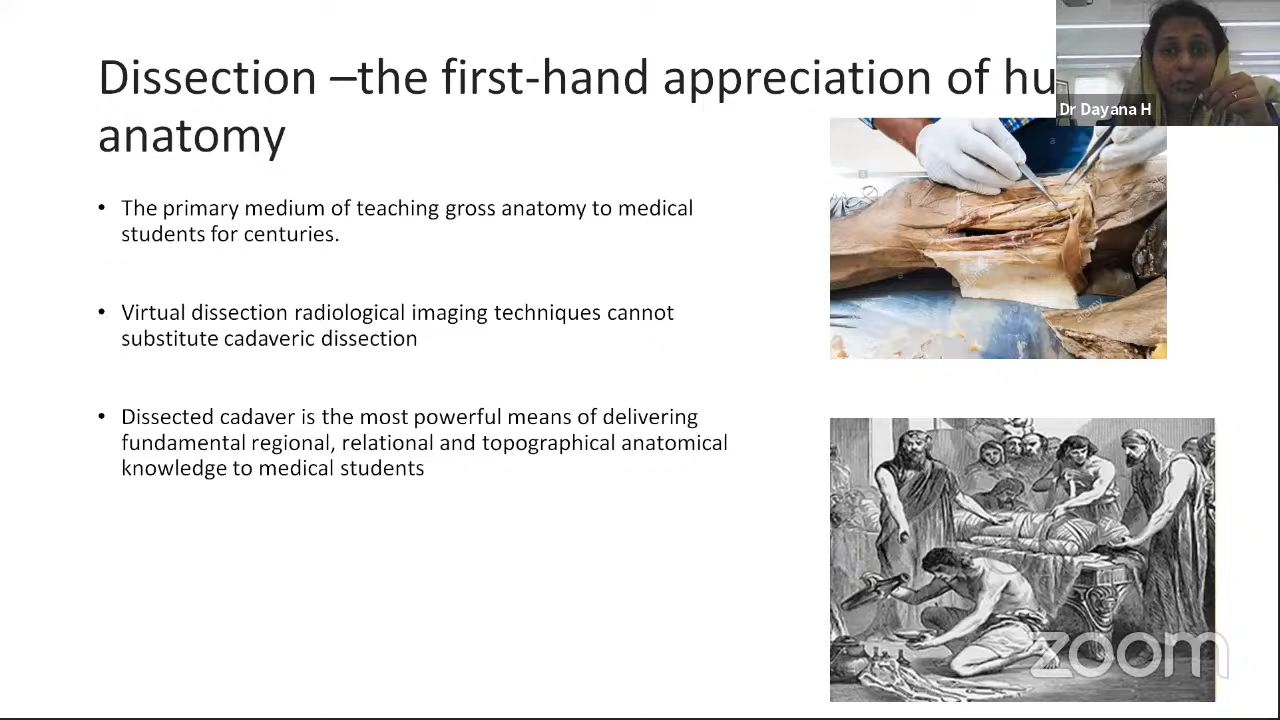 Dissection –the first-hand appreciation of hu
anatomy
Dr Dayana H
• The primary medium of teaching gross anatomy to medical
students for centuries.
• Virtual dissection radiological imaging techniques cannot
substitute cadaveric dissection
• Dissected cadaver is the most powerful means of delivering
fundamental regional, relational and topographical anatomical
knowledge to medical students
zoom